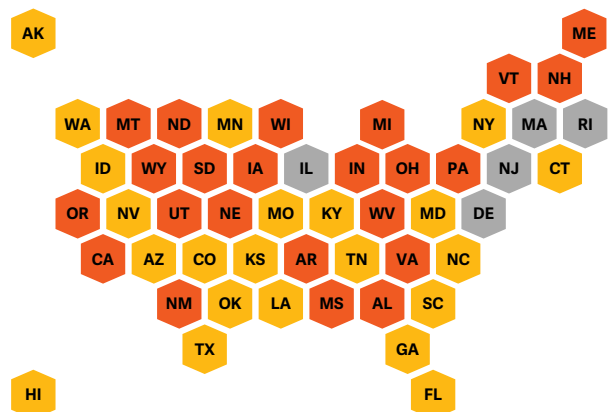 AK ME
VT NH
WA MT ND MN WI MI NY MA RI
ID WY SD IA IL IN OH PA NJ CT
OR NV UT NE MO KY WV MD DE
CA AZ CO KS AR TN VA NC
NM OK LA MS AL SC
TX GA
HI FL